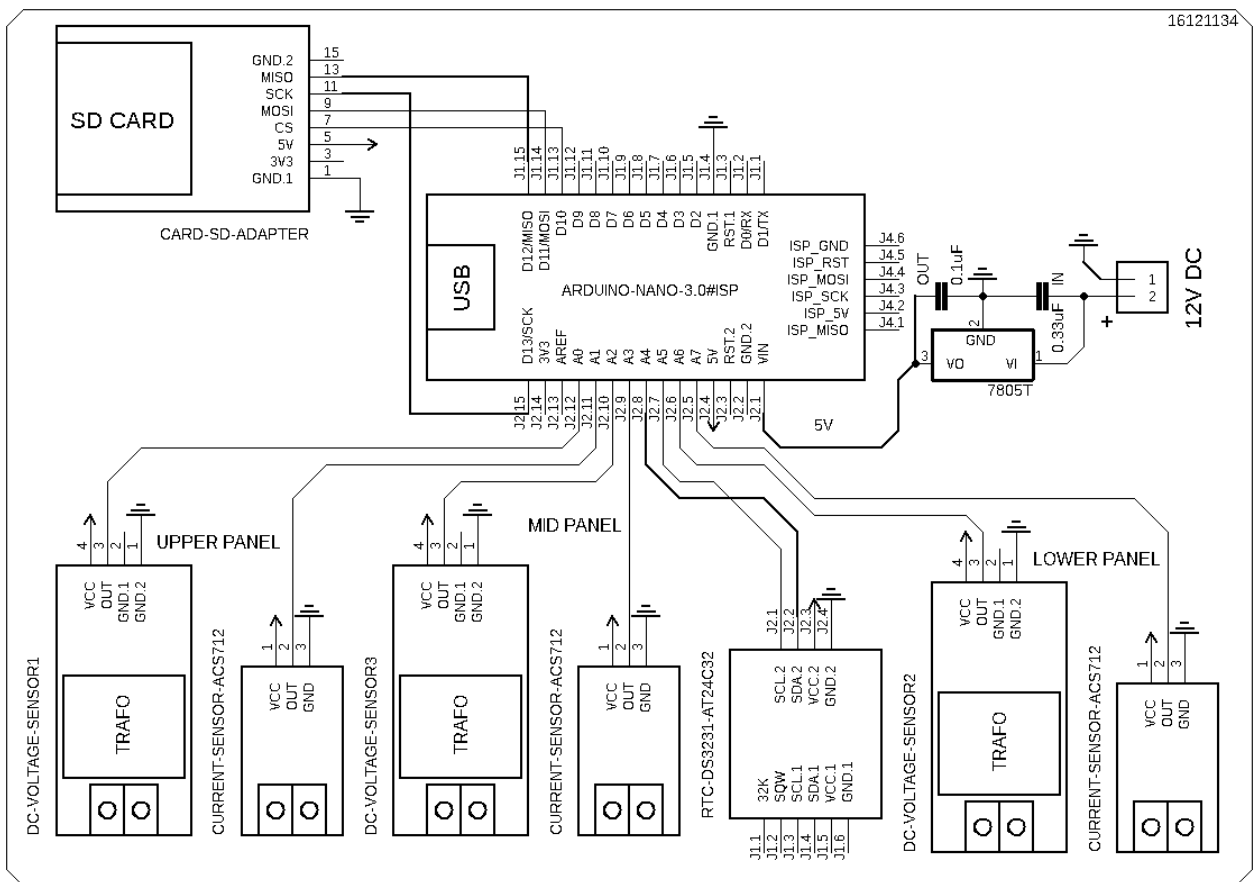 16121134
SD CARD
GND.2 15
MISO 13
SCK 11
MOSI 9
CS 7
5V 5
3V3 3
GND.1 1
CARD-SD-ADAPTER
J1.15 J1.14 J1.13 J1.12 J1.11 J1.10 J1.9 J1.8 J1.7 J1.6 J1.5 J1.4 J1.3 J1.2 J1.1
D12/MISO D11/MOSI D10 D9 D8 D7 D6 D5 D4 D3 D2 GND.1 RST.1 D0/RX D1/TX
USB
ARDUINO-NANO-3.0#ISP
ISP_GND J4.6
ISP_RST J4.5
ISP_MOSI J4.4
ISP_SCK J4.3
ISP_5V J4.2
ISP_MISO J4.1
D13/SCK 3V3 AREF A0 A1 A2 A3 A4 A5 A6 A7 5V RST.2 GND.2 VIN
J2.15 J2.14 J2.13 J2.12 J2.11 J2.10 J2.9 J2.8 J2.7 J2.6 J2.5 J2.4 J2.3 J2.2 J2.1
OUT
0.1uF
IN
0.33uF
1
2
+
12V DC
2
GND
3 VO VI 1
7805T
5V
UPPER PANEL
MID PANEL
LOWER PANEL
4 3 2 1
VCC OUT GND.1 GND.2
TRAFO
DC-VOLTAGE-SENSOR1
1 2 3
VCC OUT GND
CURRENT-SENSOR-ACS712
4 3 2 1
VCC OUT GND.1 GND.2
TRAFO
DC-VOLTAGE-SENSOR3
1 2 3
VCC OUT GND
CURRENT-SENSOR-ACS712
J2.1 J2.2 J2.3 J2.4
SCL.2 SDA.2 VCC.2 GND.2
RTC-DS3231-AT24C32
32K SQW SCL.1 SDA.1 VCC.1 GND.1
J1.1 J1.2 J1.3 J1.4 J1.5 J1.6
4 3 2 1
VCC OUT GND.1 GND.2
TRAFO
DC-VOLTAGE-SENSOR2
1 2 3
VCC OUT GND
CURRENT-SENSOR-ACS712